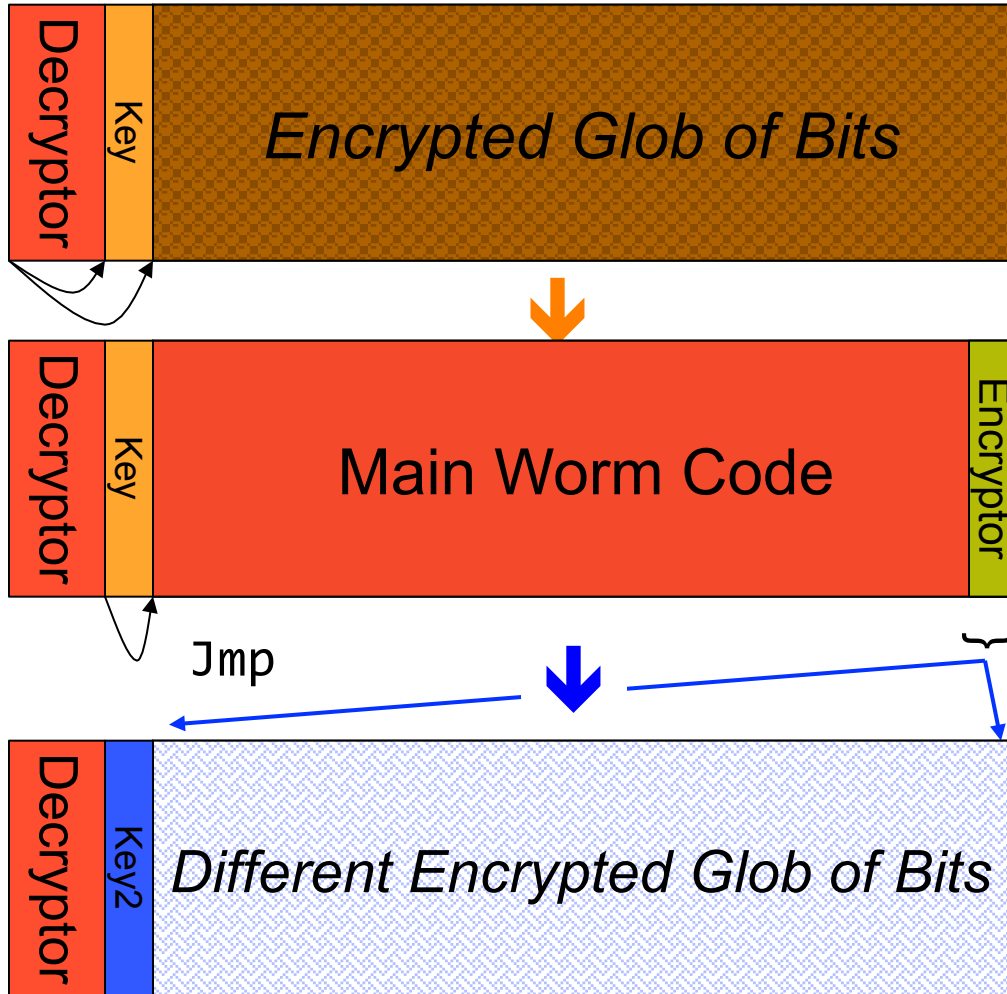 Decryptor
Key
Encrypted Glob of Bits
Decryptor
Key
Main Worm Code
Encryptor
Jmp
Decryptor
Key2
Different Encrypted Glob of Bits